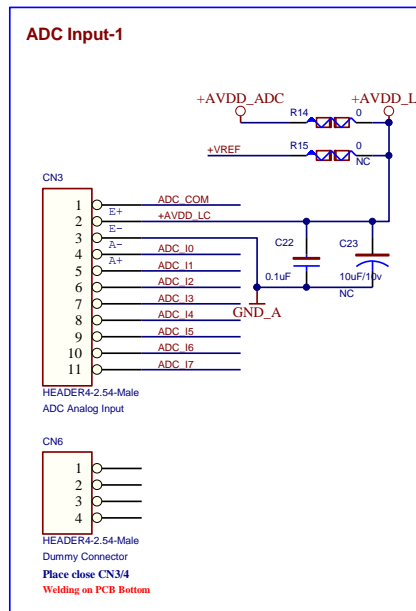 ADC Input-1
+AVDD_ADC
+AVDD_L
R14
0
+VREF
R15
0
NC
CN3
1
ADC_COM
E+
2
+AVDD_LC
E-
3
A-
4
ADC_I0
A+
5
ADC_I1
6
ADC_I2
7
ADC_I3
8
ADC_I4
9
ADC_I5
10
ADC_I6
11
ADC_I7
C22
0.1uF
C23
10uF/10v
NC
GND_A
HEADER4-2.54-Male
ADC Analog Input
CN6
1
2
3
4
HEADER4-2.54-Male
Dummy Connector
Place close CN3/4
Welding on PCB Bottom